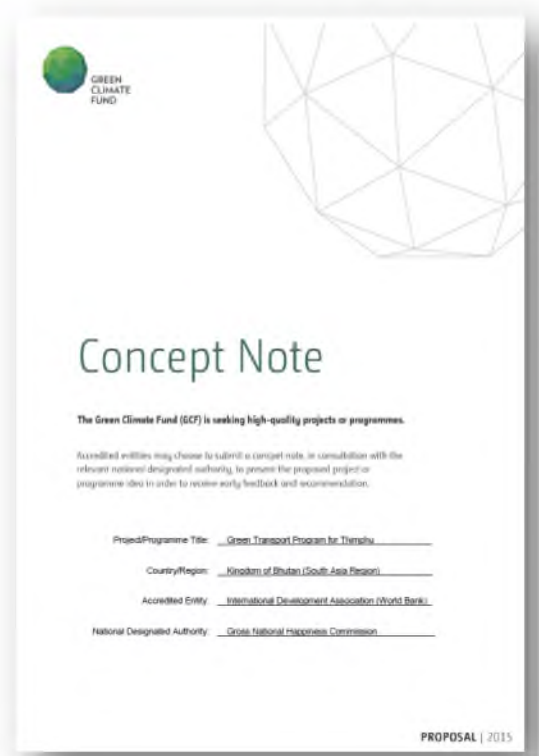 GREEN
CLIMATE
FUND
Concept Note
The Green Climate Fund (GCF) is seeking high-quality projects or programmes.
Accredited entities may choose to submit a concept note, in consultation with the
relevant national designated authority, to present the proposed project or
programme idea in order to receive early feedback and recommendation.
Project/Programme Title: Green Transport Program for Thimphu
Country/Region: Kingdom of Bhutan (South Asia Region)
Accredited Entity: International Development Association (World Bank)
National Designated Authority: Gross National Happiness Commission
PROPOSAL | 2015